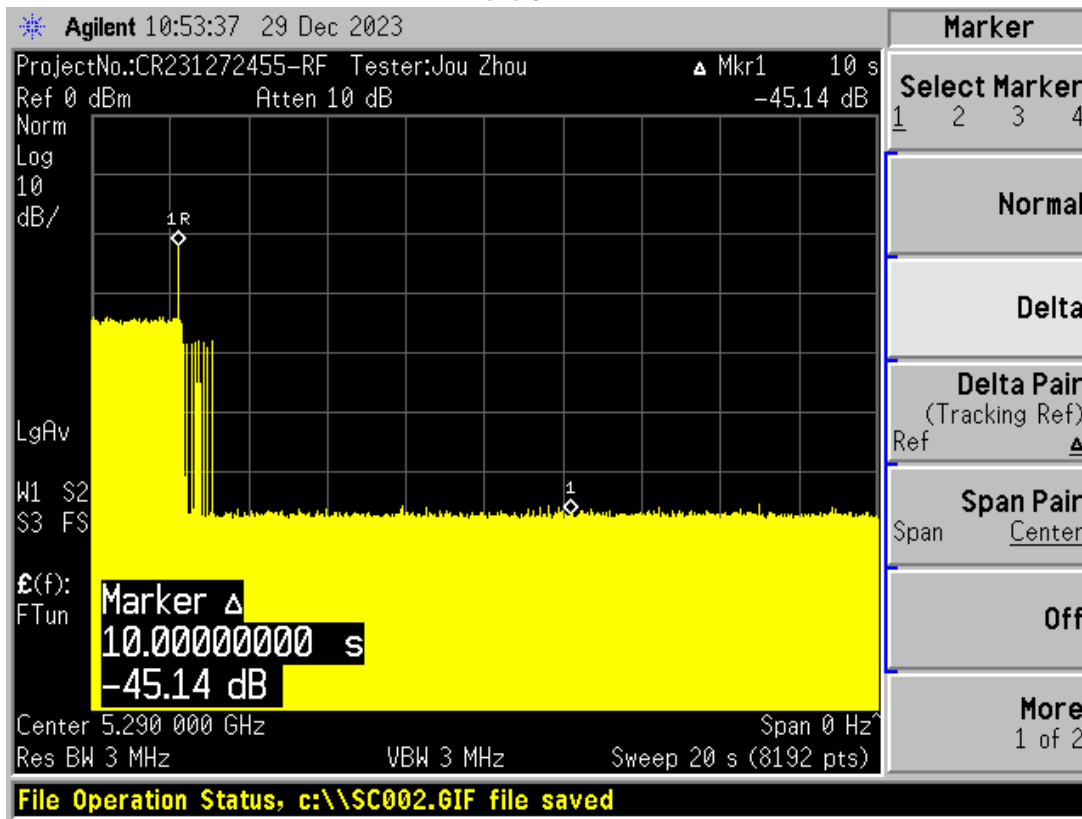 Agilent 10:53:37 29 Dec 2023
Marker
ProjectNo.:CR231272455-RF Tester:Jou Zhou
Δ Mkr1 10 s
Ref 0 dBm Atten 10 dB -45.14 dB
Norm
Log
10
dB/
1R
LgAv
1
W1 S2
S3 FS
£(f):
FTun
Marker Δ
10.00000000 s
-45.14 dB
Center 5.290 000 GHz Span 0 Hz^
Res BW 3 MHz VBW 3 MHz Sweep 20 s (8192 pts)
Select Marker
1 2 3 4
Normal
Delta
Delta Pair
(Tracking Ref)
Ref Δ
Span Pair
Span Center
Off
More
1 of 2
File Operation Status, c:\\SC002.GIF file saved